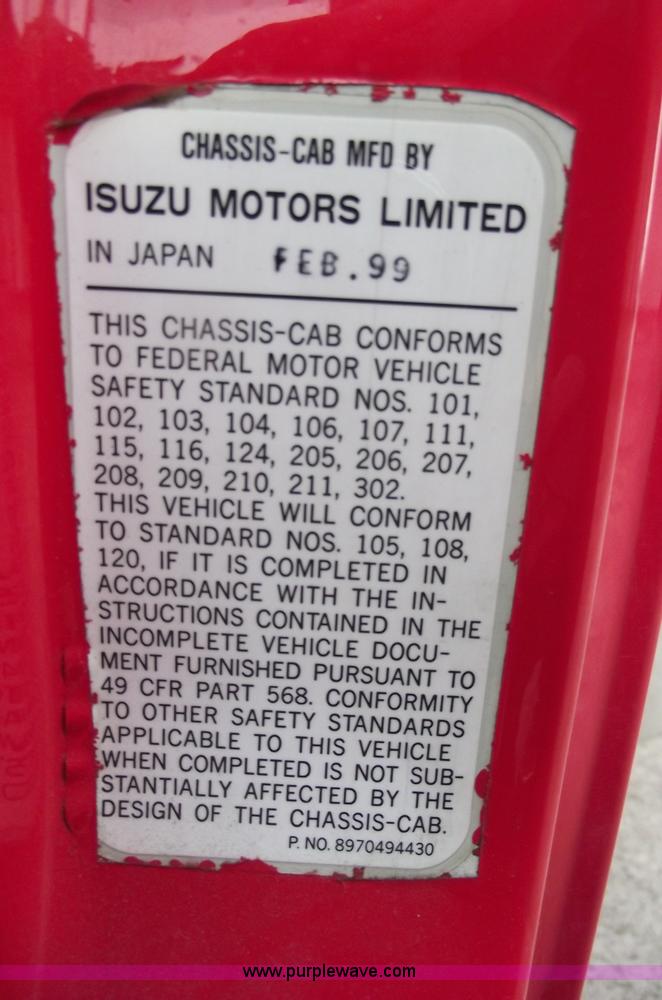 CHASSIS-CAB MFD BY
ISUZU MOTORS LIMITED
IN JAPAN FEB.99
THIS CHASSIS-CAB CONFORMS
TO FEDERAL MOTOR VEHICLE
SAFETY STANDARD NOS. 101,
102, 103, 104, 106, 107, 111,
115, 116, 124, 205, 206, 207,
208, 209, 210, 211, 302.
THIS VEHICLE WILL CONFORM
TO STANDARD NOS. 105, 108,
120, IF IT IS COMPLETED IN
ACCORDANCE WITH THE IN-
STRUCTIONS CONTAINED IN THE
INCOMPLETE VEHICLE DOCU-
MENT FURNISHED PURSUANT TO
49 CFR PART 568. CONFORMITY
TO OTHER SAFETY STANDARDS
APPLICABLE TO THIS VEHICLE
WHEN COMPLETED IS NOT SUB-
STANTIALLY AFFECTED BY THE
DESIGN OF THE CHASSIS-CAB.
P. NO. 8970494430
www.purplewave.com